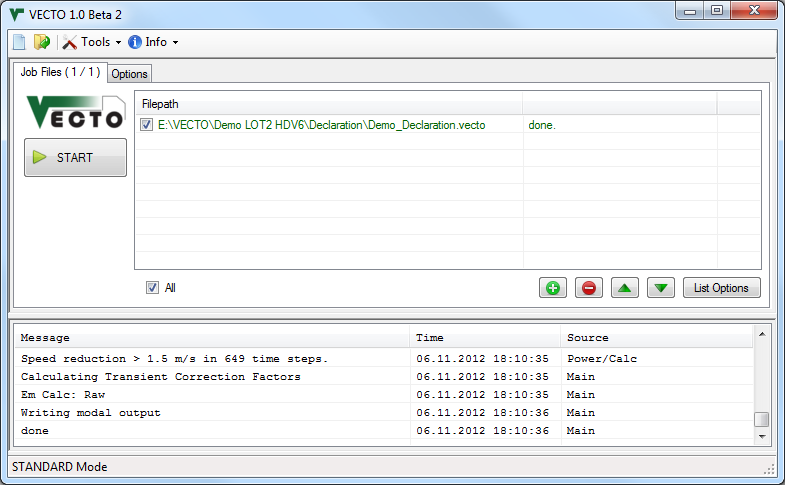 VECTO 1.0 Beta 2
Tools Info
Job Files ( 1 / 1 ) Options
VECTO
START
Filepath
E:\VECTO\Demo LOT2 HDV6\Declaration\Demo_Declaration.vecto done.
All
List Options
Message Time Source
Speed reduction > 1.5 m/s in 649 time steps. 06.11.2012 18:10:35 Power/Calc
Calculating Transient Correction Factors 06.11.2012 18:10:35 Main
Em Calc: Raw 06.11.2012 18:10:35 Main
Writing modal output 06.11.2012 18:10:36 Main
done 06.11.2012 18:10:36 Main
STANDARD Mode